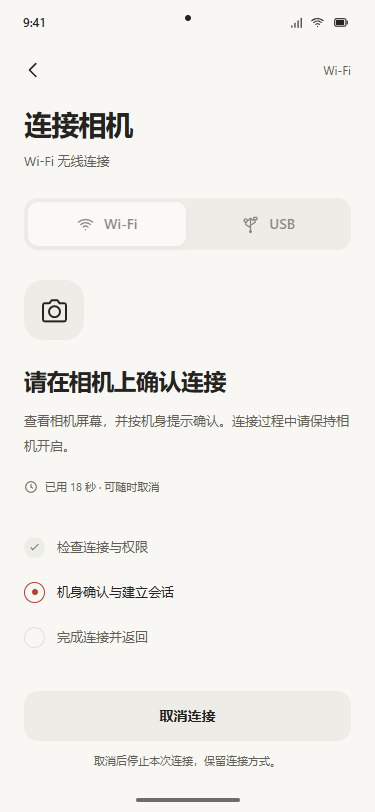 9:41
Wi-Fi
连接相机
Wi-Fi 无线连接
Wi-Fi
USB
请在相机上确认连接
查看相机屏幕，并按机身提示确认。连接过程中请保持相
机开启。
已用 18 秒 · 可随时取消
检查连接与权限
机身确认与建立会话
完成连接并返回
取消连接
取消后停止本次连接，保留连接方式。